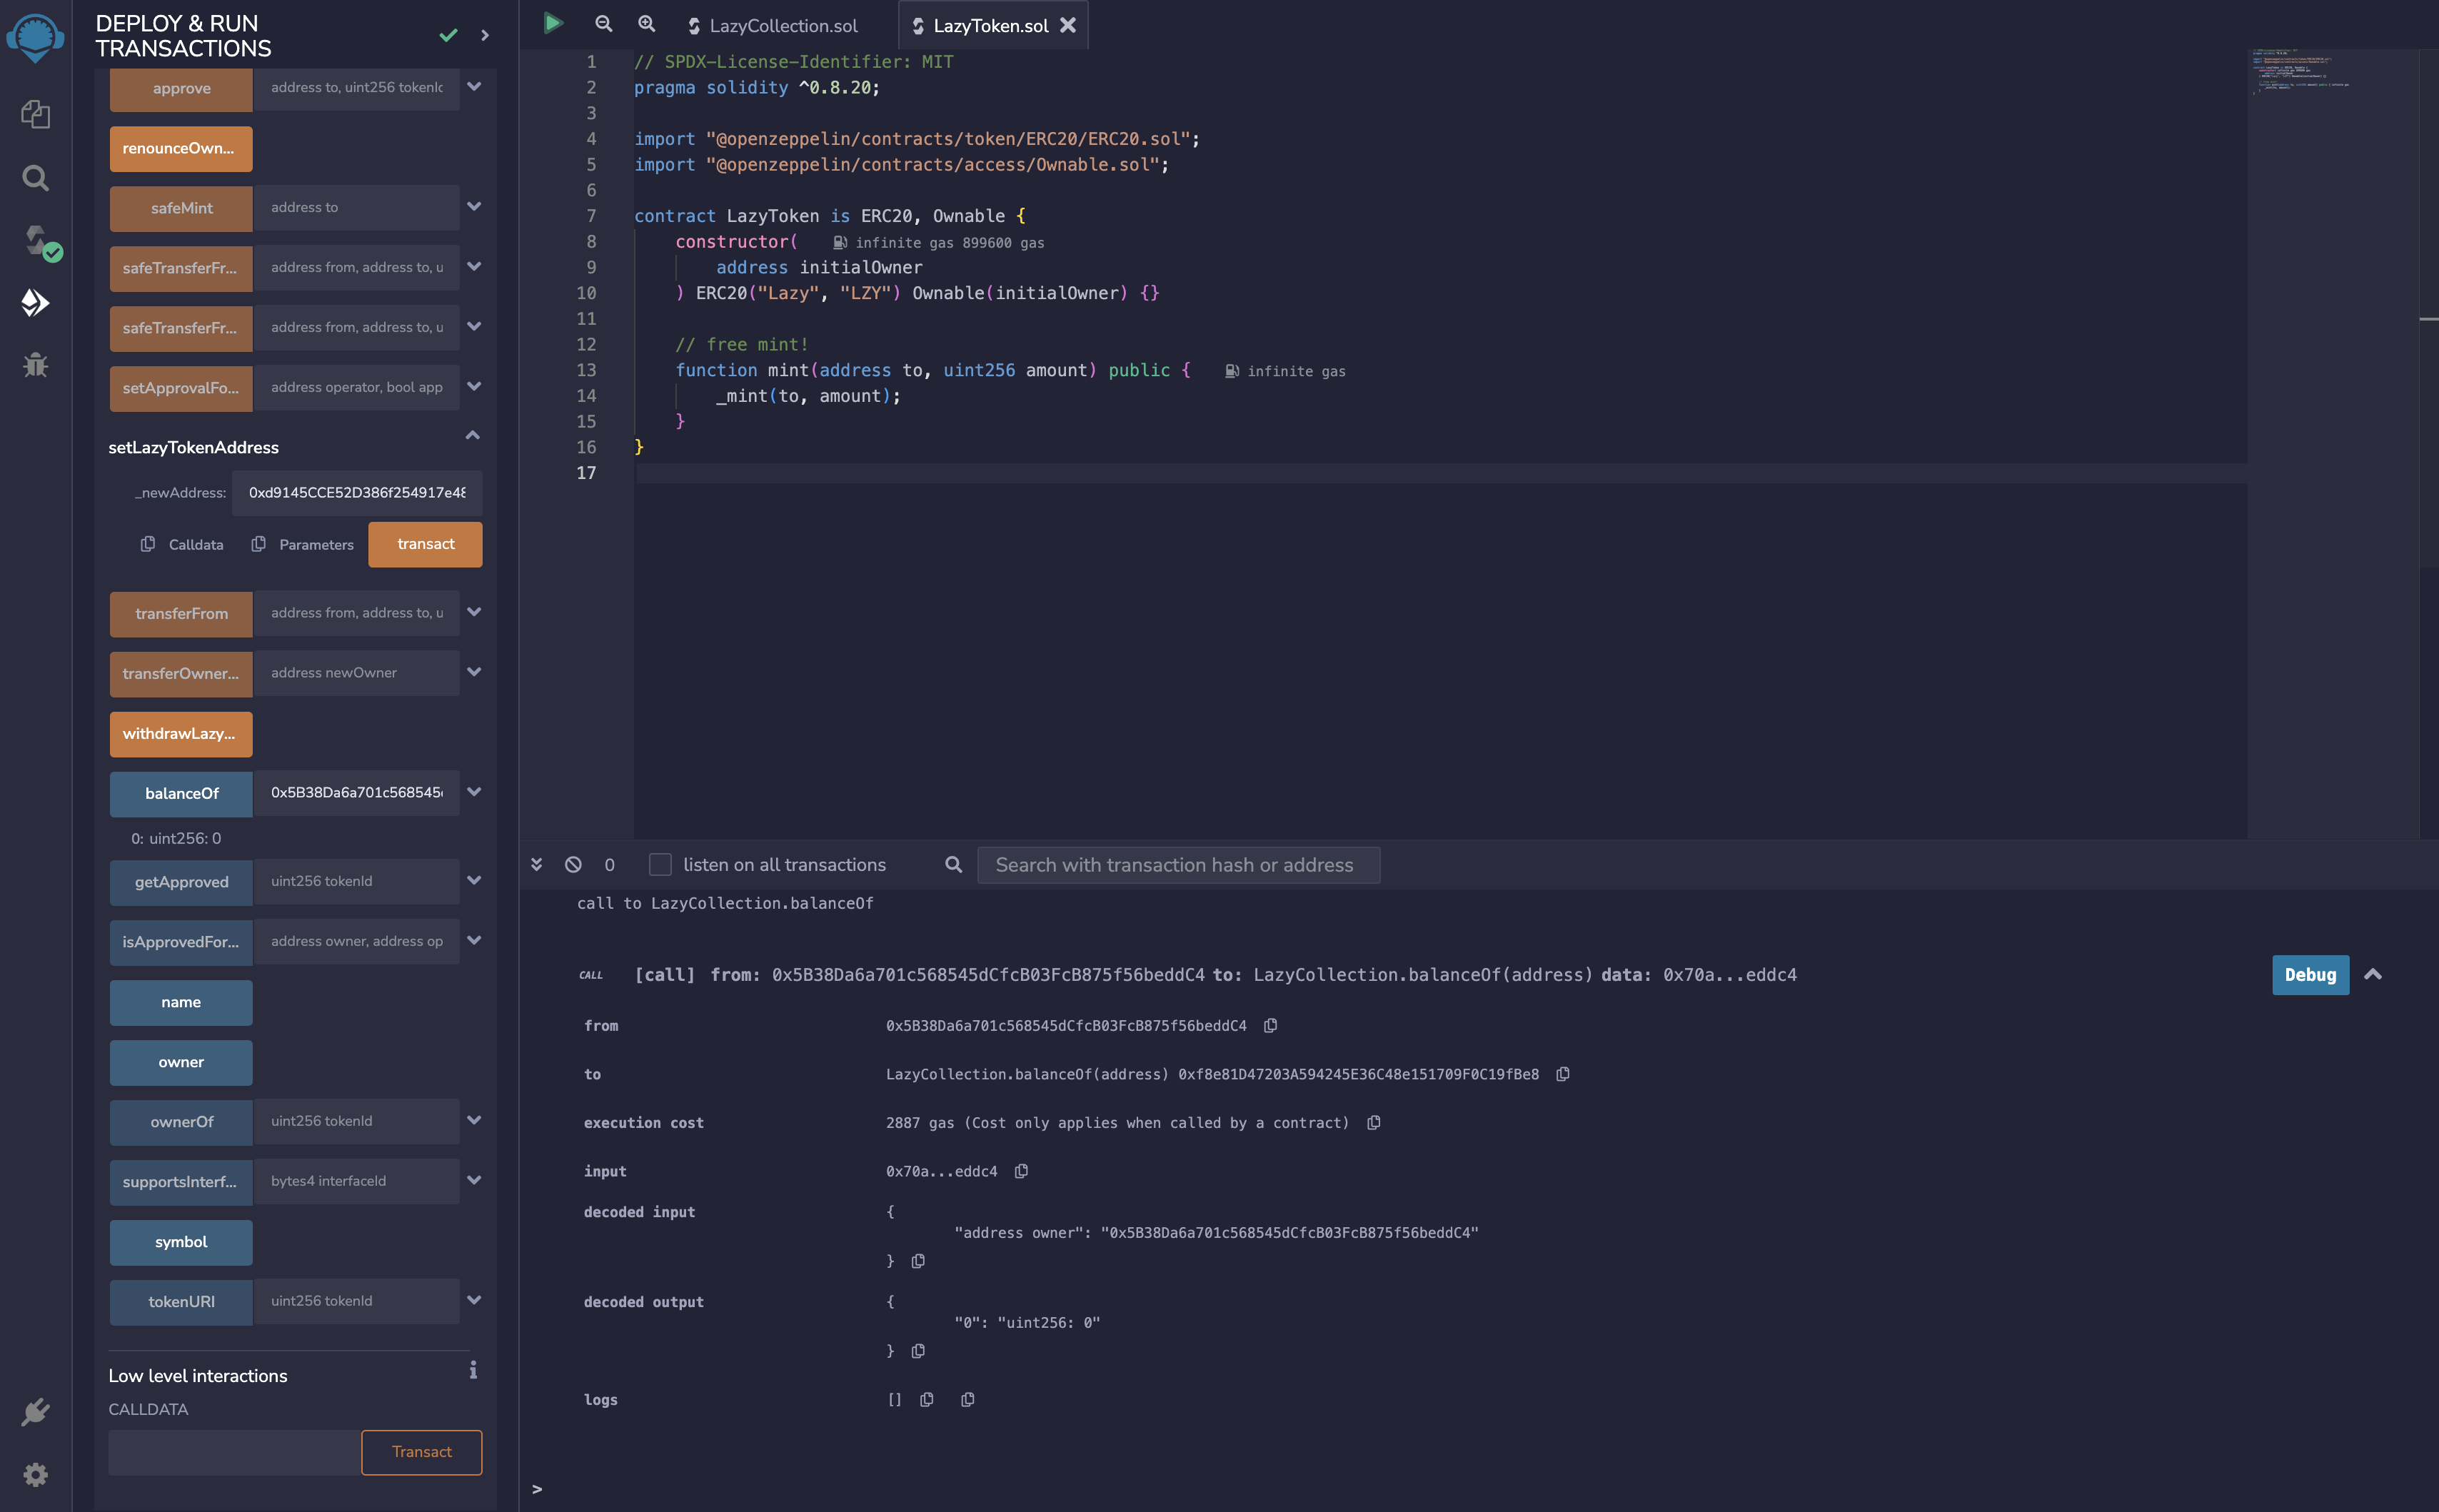 DEPLOY & RUN
TRANSACTIONS
approve address to, uint256 tokenId
renounceOwn...
safeMint address to
safeTransferFr... address from, address to, u
safeTransferFr... address from, address to, u
setApprovalFo... address operator, bool app
setLazyTokenAddress
_newAddress: 0xd9145CCE52D386f254917e48
Calldata Parameters transact
transferFrom address from, address to, u
transferOwner... address newOwner
withdrawLazy...
balanceOf 0x5B38Da6a701c568545
0: uint256: 0
getApproved uint256 tokenId
isApprovedFor... address owner, address op
name
owner
ownerOf uint256 tokenId
supportsInterf... bytes4 interfaceId
symbol
tokenURI uint256 tokenId
Low level interactions
CALLDATA
Transact
LazyCollection.sol LazyToken.sol
1 // SPDX-License-Identifier: MIT
2 pragma solidity ^0.8.20;
3
4 import "@openzeppelin/contracts/token/ERC20/ERC20.sol";
5 import "@openzeppelin/contracts/access/Ownable.sol";
6
7 contract LazyToken is ERC20, Ownable {
8 constructor( infinite gas 899600 gas
9 address initialOwner
10 ) ERC20("Lazy", "LZY") Ownable(initialOwner) {}
11
12 // free mint!
13 function mint(address to, uint256 amount) public { infinite gas
14 _mint(to, amount);
15 }
16 }
17
0 listen on all transactions Search with transaction hash or address
call to LazyCollection.balanceOf
CALL [call] from: 0x5B38Da6a701c568545dCfcB03FcB875f56beddC4 to: LazyCollection.balanceOf(address) data: 0x70a...eddc4 Debug
from 0x5B38Da6a701c568545dCfcB03FcB875f56beddC4
to LazyCollection.balanceOf(address) 0xf8e81D47203A594245E36C48e151709F0C19fBe8
execution cost 2887 gas (Cost only applies when called by a contract)
input 0x70a...eddc4
decoded input {
"address owner": "0x5B38Da6a701c568545dCfcB03FcB875f56beddC4"
}
decoded output {
"0": "uint256: 0"
}
logs []
>